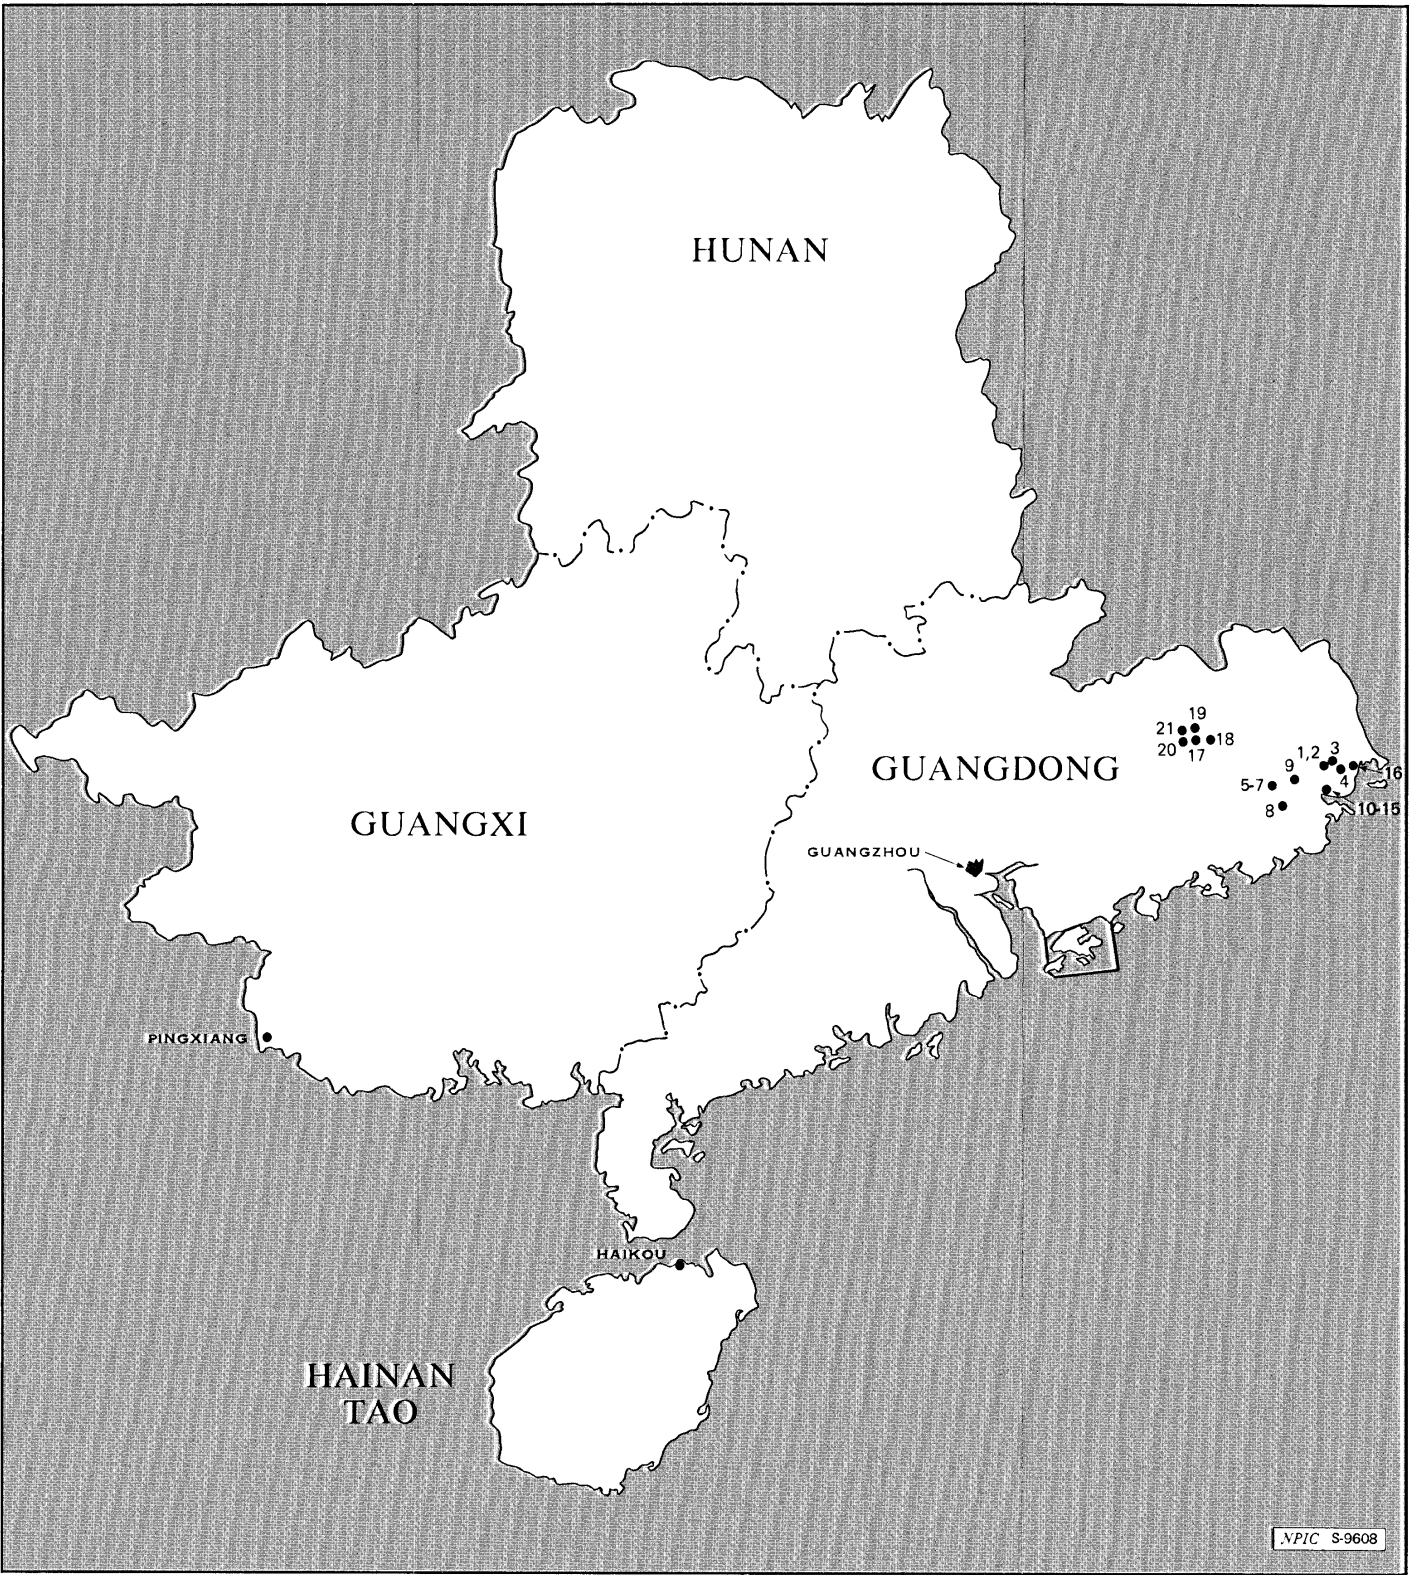 HUNAN
19
21
18
20
17
GUANGDONG
1,2
3
9
16
5-7
4
8
10-15
GUANGXI
GUANGZHOU
PINGXIANG
HAIKOU
HAINAN
TAO
NPIC S-9608